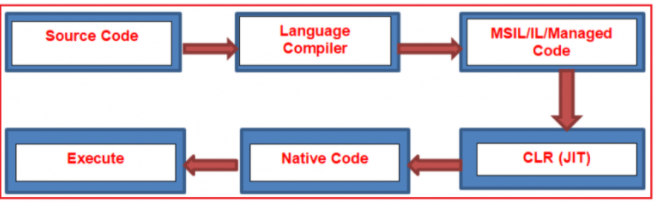 Source Code
Language
Compiler
MSIL/IL/Managed
Code
Execute
Native Code
CLR (JIT)